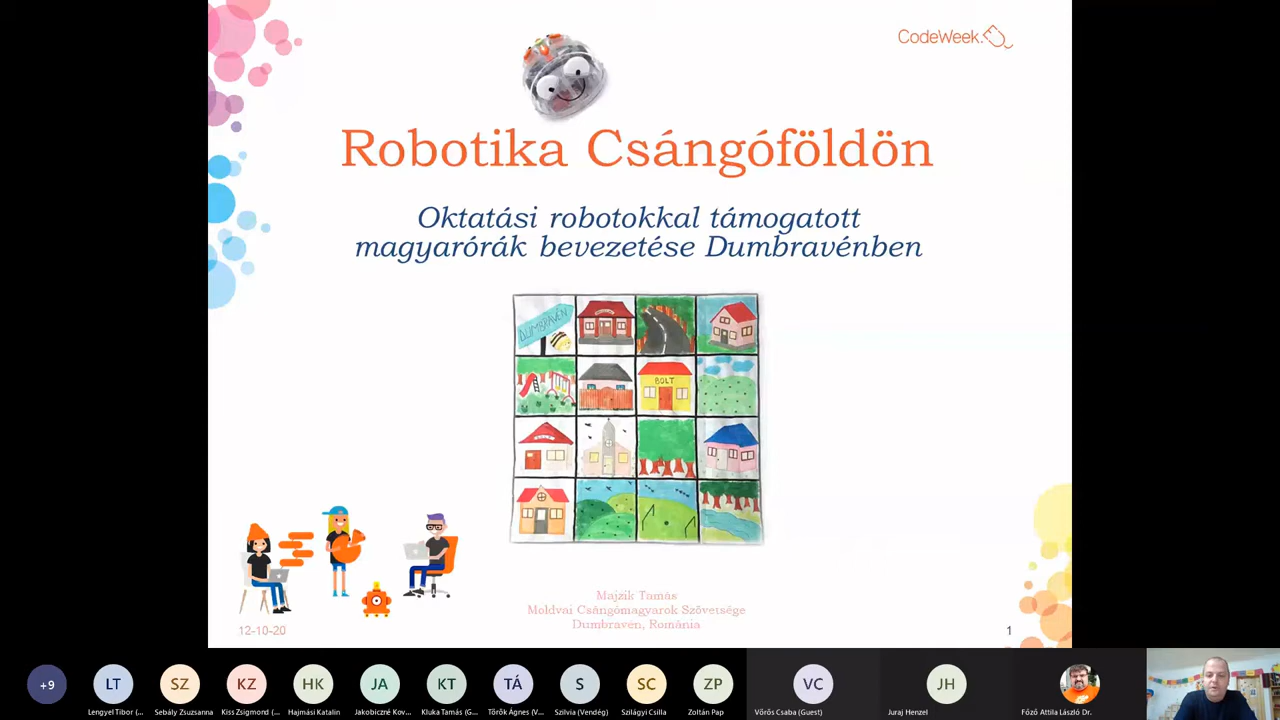 CodeWeek.
Robotika Csángóföldön
Oktatási robotokkal támogatott
magyarórák bevezetése Dumbravénben
DUMBRAVÉN
BOLT
Majzik Tamás
Moldvai Csángómagyarok Szövetsége
Dumbravén, Románia
12-10-20
1
+9
LT
SZ
KZ
HK
JA
KT
TÁ
S
SC
ZP
VC
JH
Lengyel Tibor (...
Sebály Zsuzsanna
Kiss Zsigmond (...
Hajmási Katalin
Jakobiczné Kov...
Kluka Tamás (G...
Török Ágnes (V...
Szilvia (Vendég)
Szilágyi Csilla
Zoltán Pap
Vörös Csaba (Guest)
Juraj Henzel
Főző Attila László Dr.